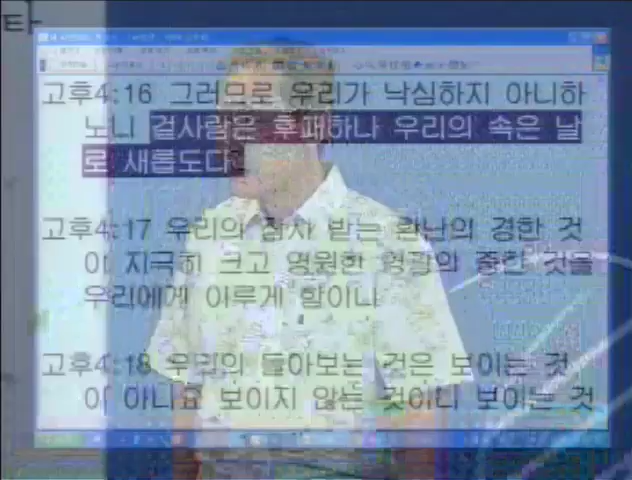 타
고후4:16 그러므로 우리가 낙심하지 아니하
노니 겉사람은 후패하나 우리의 속은 날
로 새롭도다
고후4:17 우리의 잠시 받는 환난의 경한 것
이 지극히 크고 영원한 영광의 중한 것을
우리에게 이루게 함이니
고후4:18 우리의 돌아보는 것은 보이는 것
이 아니요 보이지 않는 것이니 보이는 것